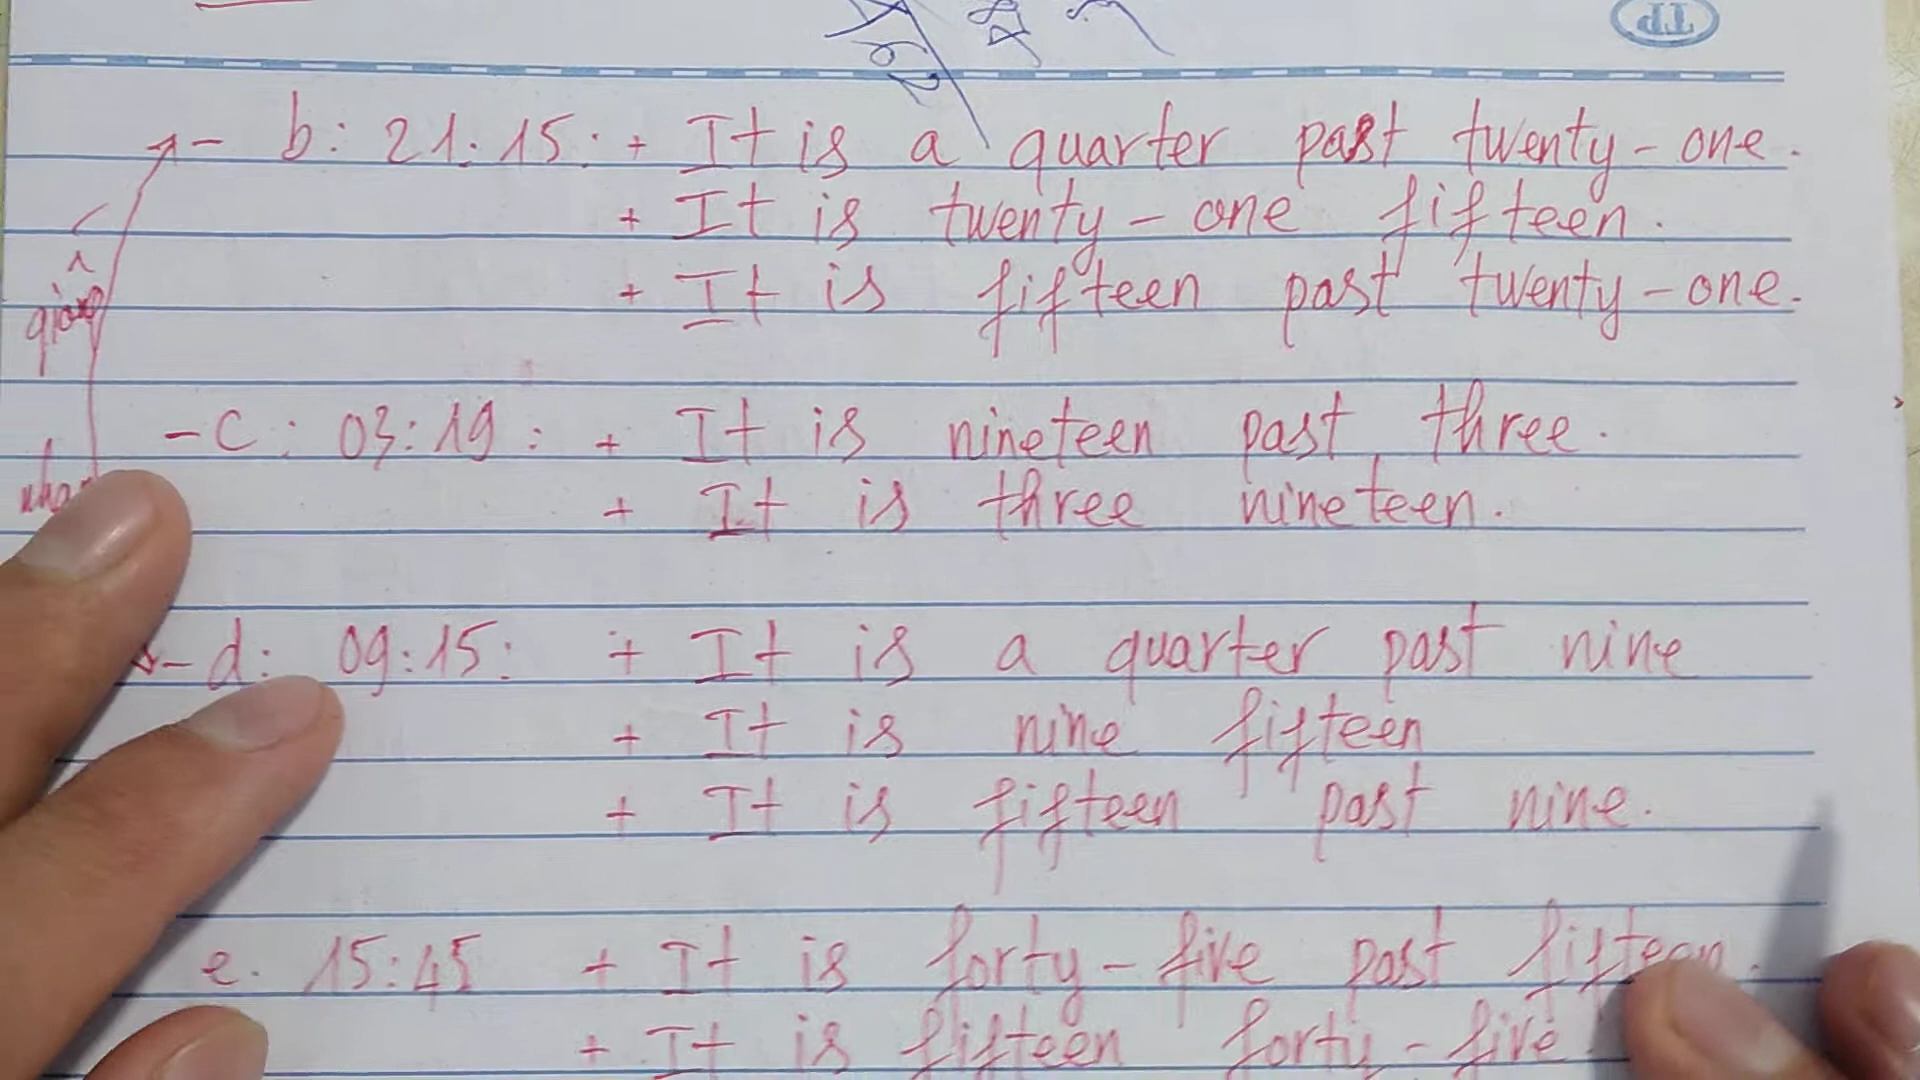 TP
- b: 21:15: + It is a quarter past twenty-one.
+ It is twenty-one fifteen.
+ It is fifteen past twenty-one.
giống
- c: 03:19: + It is nineteen past three.
+ It is three nineteen.
- d: 09:15: + It is a quarter past nine
+ It is nine fifteen
+ It is fifteen past nine.
e. 15:45 + It is forty-five past fifteen.
+ It is fifteen forty-five